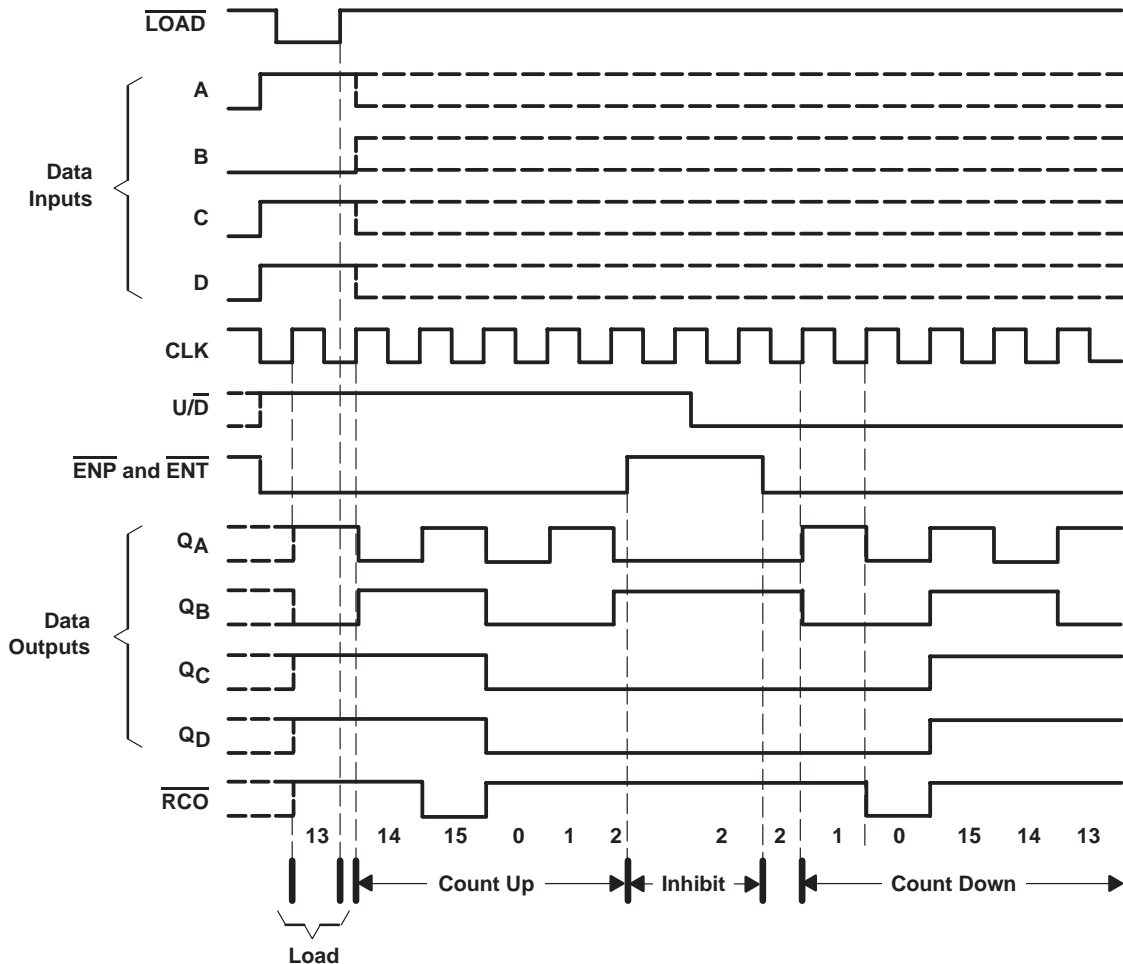 LOAD
A
B
Data
Inputs
C
D
CLK
U/D
ENP and ENT
QA
QB
Data
Outputs
QC
QD
RCO
13 14 15 0 1 2 2 2 1 0 15 14 13
Count Up Inhibit Count Down
Load